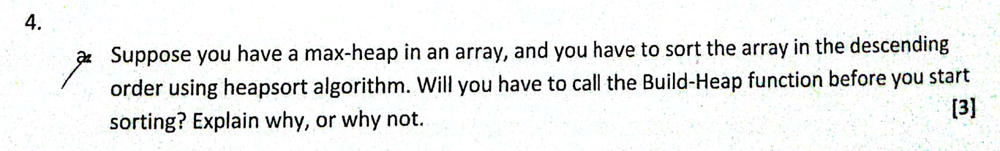 4.
a. Suppose you have a max-heap in an array, and you have to sort the array in the descending
order using heapsort algorithm. Will you have to call the Build-Heap function before you start
sorting? Explain why, or why not.
[3]